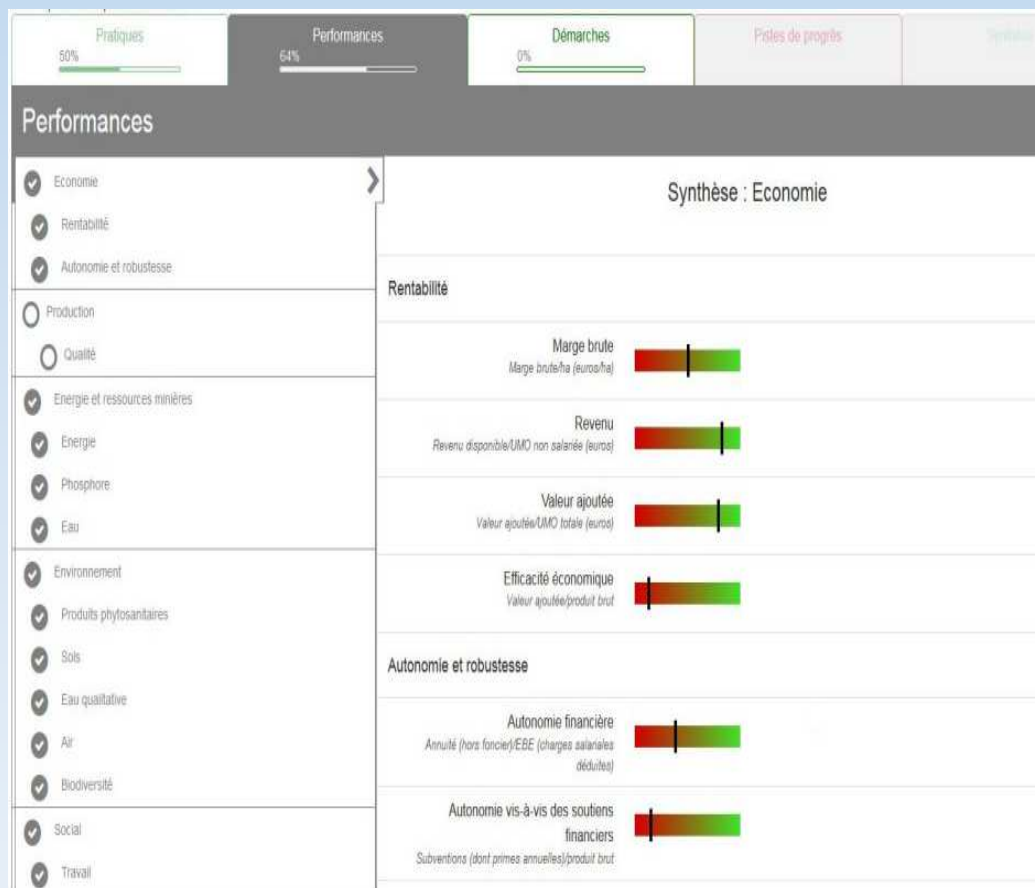 Pratiques
50%
Performances
64%
Démarches
0%
Pistes de progrès
Performances
Economie
Rentabilité
Autonomie et robustesse
Production
Qualité
Energie et ressources minières
Energie
Phosphore
Eau
Environnement
Produits phytosanitaires
Sols
Eau qualitative
Air
Biodiversité
Social
Travail
Synthèse : Economie
Rentabilité
Marge brute
Marge brute/ha (euros/ha)
Revenu
Revenu disponible/UMO non salariée (euros)
Valeur ajoutée
Valeur ajoutée/UMO totale (euros)
Efficacité économique
Valeur ajoutée/produit brut
Autonomie et robustesse
Autonomie financière
Annuité (hors foncier)/EBE (charges salariales
déduites)
Autonomie vis-à-vis des soutiens
financiers
Subventions (dont primes annuelles)/produit brut